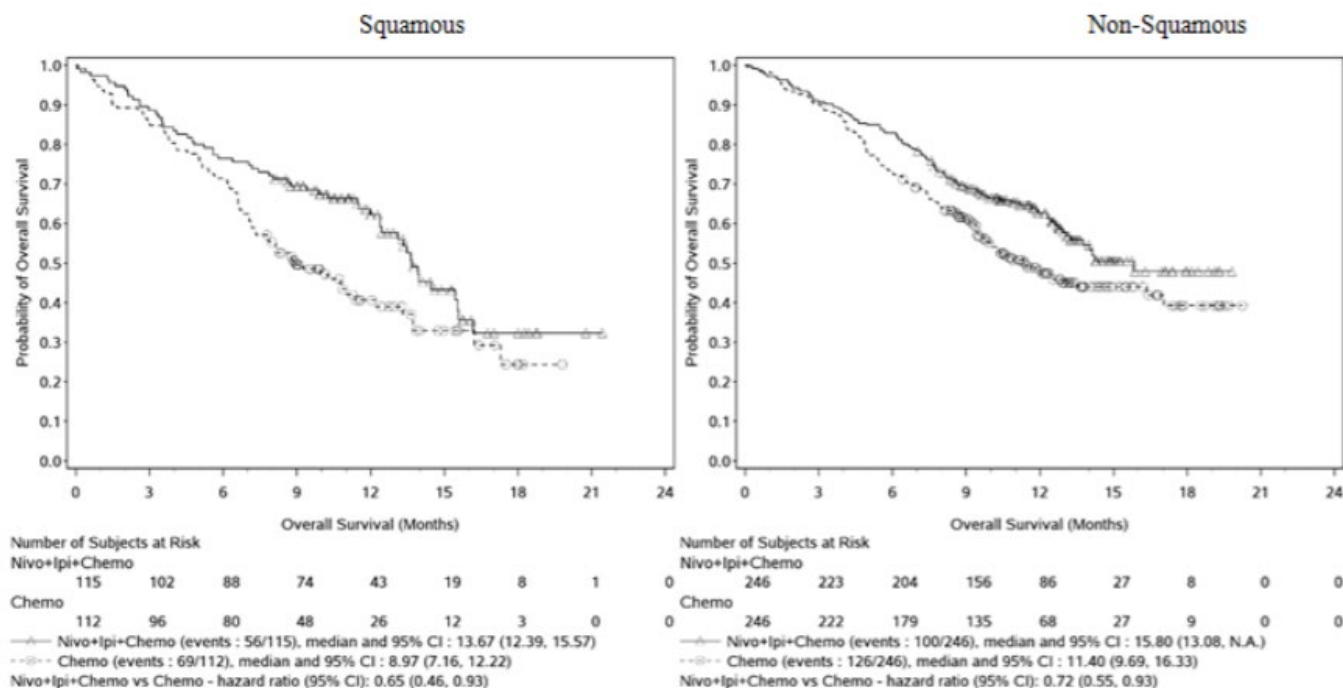 Squamous
1.0
0.9
0.8
0.7
0.6
0.5
0.4
0.3
0.2
0.1
0.0
Probability of Overall Survival
0 3 6 9 12 15 18 21 24
Overall Survival (Months)
Number of Subjects at Risk
Nivo+Ipi+Chemo
115 102 88 74 43 19 8 1 0
Chemo
112 96 80 48 26 12 3 0 0
Nivo+Ipi+Chemo (events : 56/115), median and 95% CI : 13.67 (12.39, 15.57)
Chemo (events : 69/112), median and 95% CI : 8.97 (7.16, 12.22)
Nivo+Ipi+Chemo vs Chemo - hazard ratio (95% CI): 0.65 (0.46, 0.93)
Non-Squamous
1.0
0.9
0.8
0.7
0.6
0.5
0.4
0.3
0.2
0.1
0.0
Probability of Overall Survival
0 3 6 9 12 15 18 21 24
Overall Survival (Months)
Number of Subjects at Risk
Nivo+Ipi+Chemo
246 223 204 156 86 27 8 0 0
Chemo
246 222 179 135 68 27 9 0 0
Nivo+Ipi+Chemo (events : 100/246), median and 95% CI : 15.80 (13.08, N.A.)
Chemo (events : 126/246), median and 95% CI : 11.40 (9.69, 16.33)
Nivo+Ipi+Chemo vs Chemo - hazard ratio (95% CI): 0.72 (0.55, 0.93)